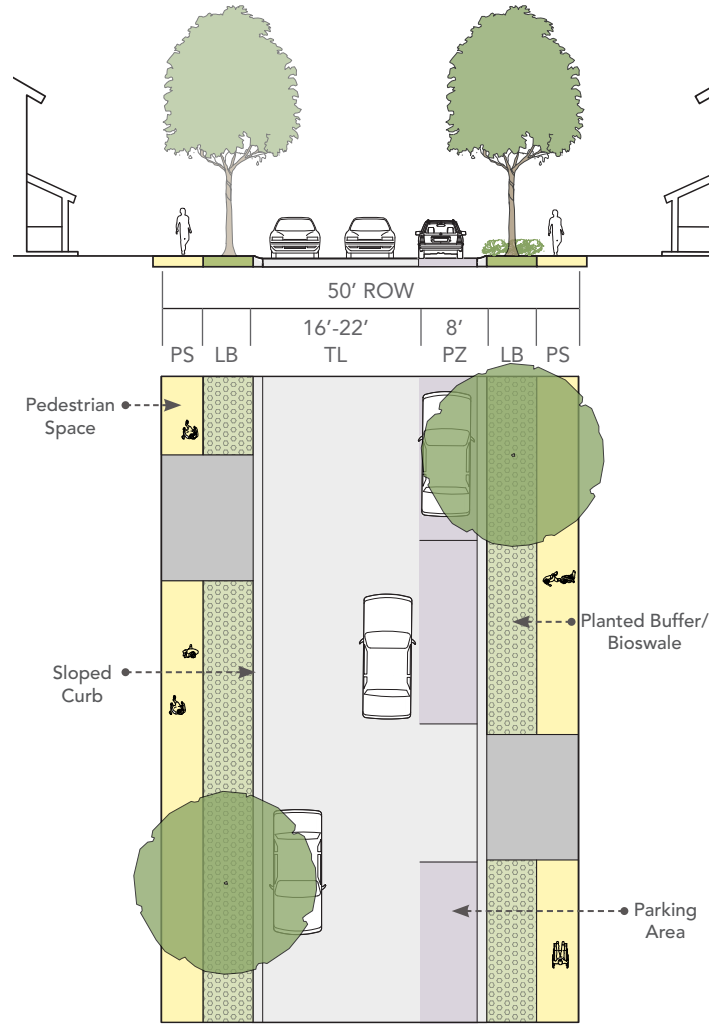 50’ ROW
16’-22’ 8’
PS LB TL PZ LB PS
Pedestrian
Space
Planted Buffer/
Bioswale
Sloped
Curb
Parking
Area